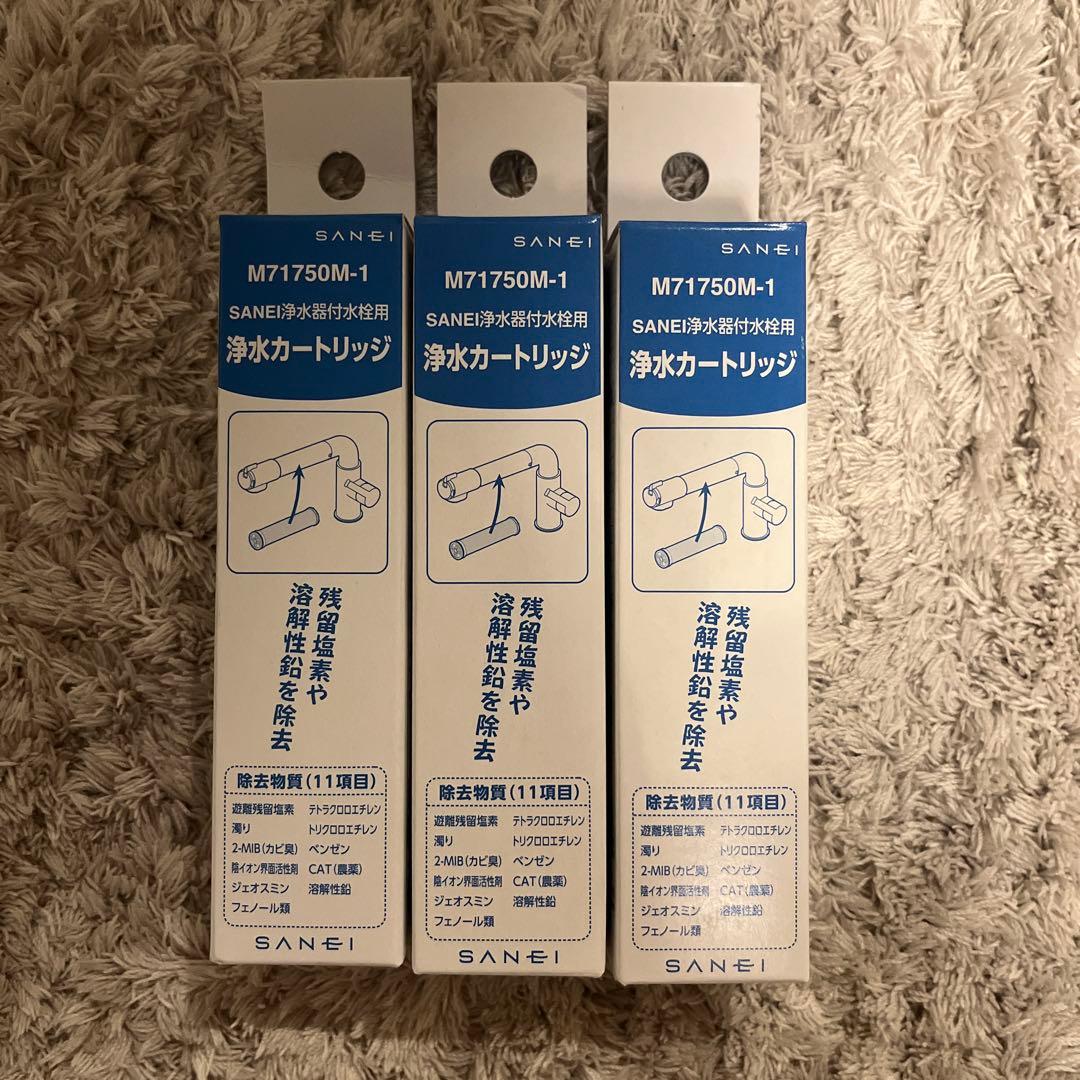 SANEI
M71750M-1
SANEI浄水器付水栓用
浄水カートリッジ
残留塩素や
溶解性鉛を除去
除去物質(11項目)
遊離残留塩素 テトラクロロエチレン
濁り トリクロロエチレン
2-MIB(カビ臭) ベンゼン
陰イオン界面活性剤 CAT(農薬)
ジェオスミン 溶解性鉛
フェノール類
SANEI
SANEI
M71750M-1
SANEI浄水器付水栓用
浄水カートリッジ
残留塩素や
溶解性鉛を除去
除去物質(11項目)
遊離残留塩素 テトラクロロエチレン
濁り トリクロロエチレン
2-MIB(カビ臭) ベンゼン
陰イオン界面活性剤 CAT(農薬)
ジェオスミン 溶解性鉛
フェノール類
SANEI
SANEI
M71750M-1
SANEI浄水器付水栓用
浄水カートリッジ
残留塩素や
溶解性鉛を除去
除去物質(11項目)
遊離残留塩素 テトラクロロエチレン
濁り トリクロロエチレン
2-MIB(カビ臭) ベンゼン
陰イオン界面活性剤 CAT(農薬)
ジェオスミン 溶解性鉛
フェノール類
SANEI